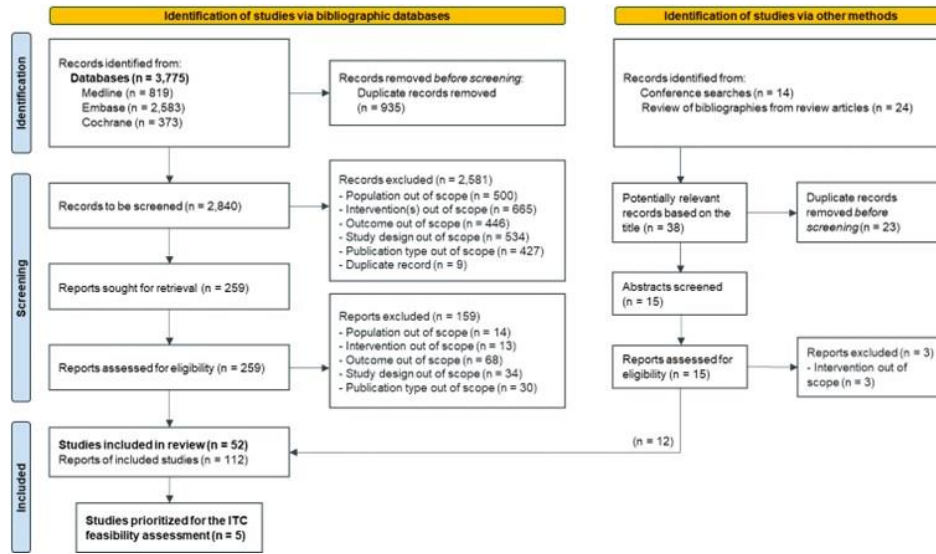 Identification of studies via bibliographic databases
Identification of studies via other methods
Identification
Records identified from:
Databases (n = 3,775)
Medline (n = 819)
Embase (n = 2,583)
Cochrane (n = 373)
Records removed before screening:
Duplicate records removed
(n = 935)
Records identified from:
Conference searches (n = 14)
Review of bibliographies from review articles (n = 24)
Screening
Records to be screened (n = 2,840)
Records excluded (n = 2,581)
- Population out of scope (n = 500)
- Intervention(s) out of scope (n = 665)
- Outcome out of scope (n = 446)
- Study design out of scope (n = 534)
- Publication type out of scope (n = 427)
- Duplicate record (n = 9)
Potentially relevant
records based on the
title (n = 38)
Duplicate records
removed before
screening (n = 23)
Reports sought for retrieval (n = 259)
Abstracts screened
(n = 15)
Reports assessed for eligibility (n = 259)
Reports excluded (n = 159)
- Population out of scope (n = 14)
- Intervention out of scope (n = 13)
- Outcome out of scope (n = 68)
- Study design out of scope (n = 34)
- Publication type out of scope (n = 30)
Reports assessed for
eligibility (n = 15)
Reports excluded (n = 3)
- Intervention out of
scope (n = 3)
Included
Studies included in review (n = 52)
Reports of included studies (n = 112)
(n = 12)
Studies prioritized for the ITC
feasibility assessment
(n = 5)